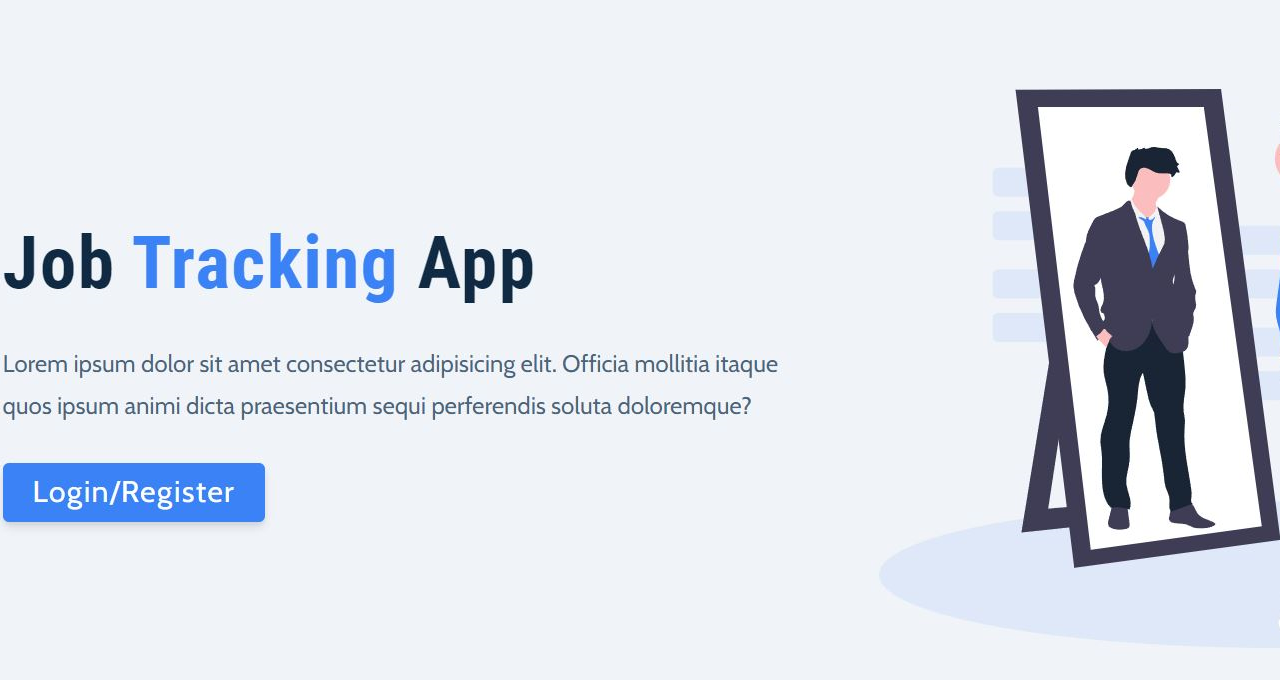 Job Tracking App
Lorem ipsum dolor sit amet consectetur adipisicing elit. Officia mollitia itaque
quos ipsum animi dicta praesentium sequi perferendis soluta doloremque?
Login/Register